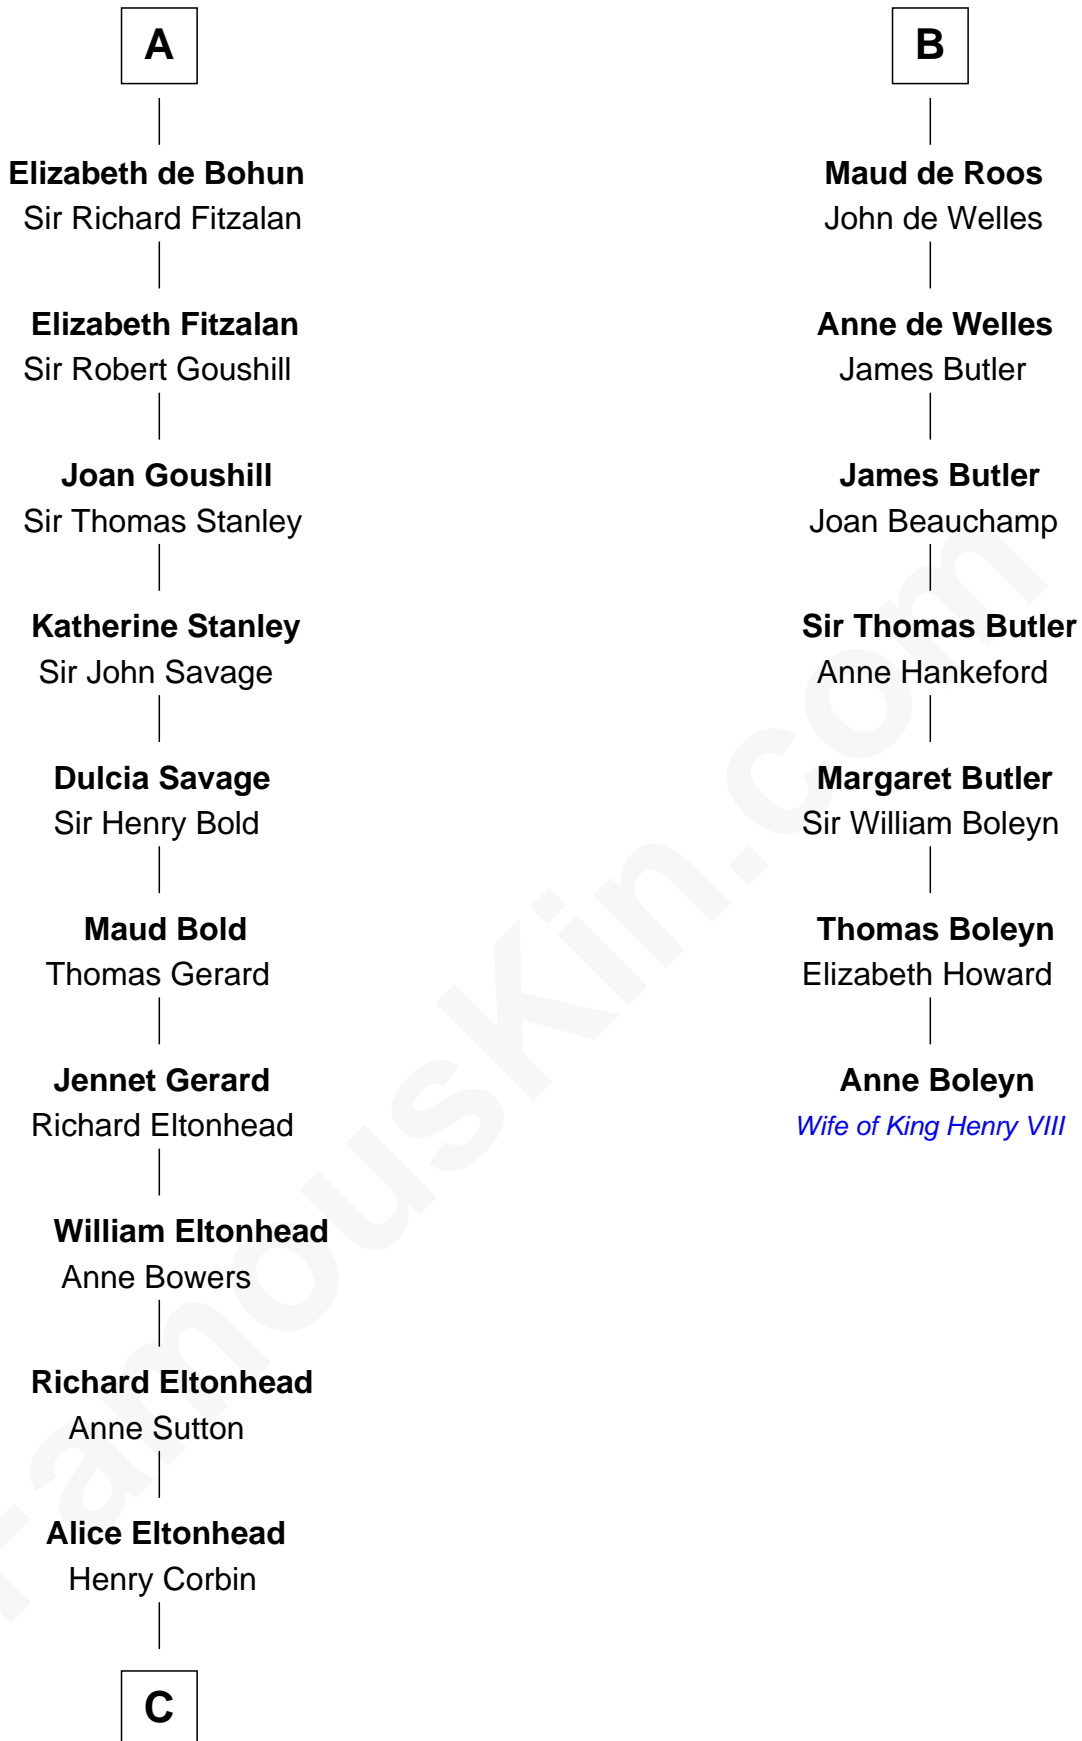 A
Elizabeth de Bohun
Sir Richard Fitzalan
Elizabeth Fitzalan
Sir Robert Goushill
Joan Goushill
Sir Thomas Stanley
Katherine Stanley
Sir John Savage
Dulcia Savage
Sir Henry Bold
Maud Bold
Thomas Gerard
Jennet Gerard
Richard Eltonhead
William Eltonhead
Anne Bowers
Richard Eltonhead
Anne Sutton
Alice Eltonhead
Henry Corbin
C
B
Maud de Roos
John de Welles
Anne de Welles
James Butler
James Butler
Joan Beauchamp
Sir Thomas Butler
Anne Hankeford
Margaret Butler
Sir William Boleyn
Thomas Boleyn
Elizabeth Howard
Anne Boleyn
Wife of King Henry VIII
FamousKin.com